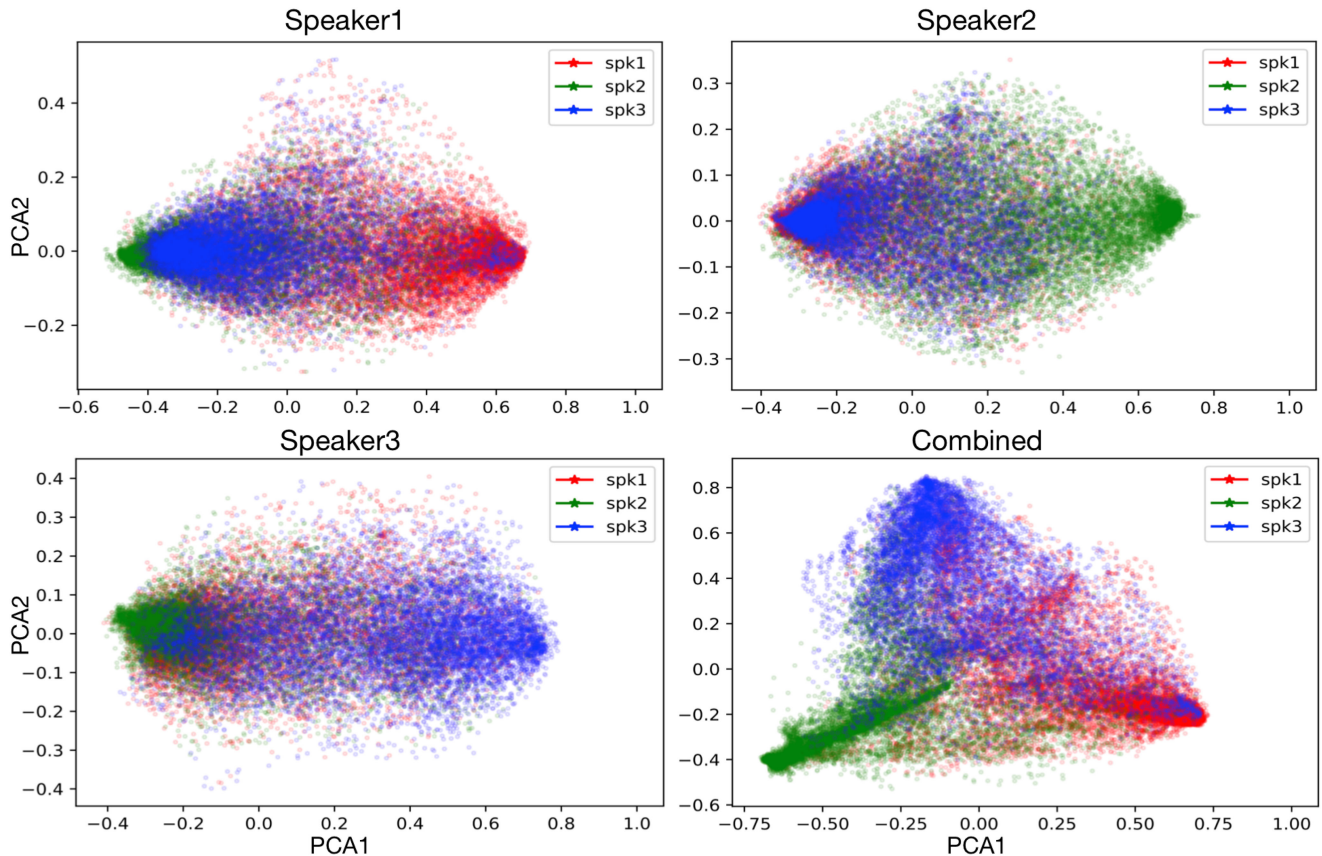 Speaker1
spk1
spk2
spk3
PCA2
0.4
0.2
0.0
−0.2
−0.6 −0.4 −0.2 0.0 0.2 0.4 0.6 0.8 1.0
Speaker2
spk1
spk2
spk3
0.3
0.2
0.1
0.0
−0.1
−0.2
−0.3
−0.4 −0.2 0.0 0.2 0.4 0.6 0.8 1.0
Speaker3
spk1
spk2
spk3
PCA2
0.4
0.3
0.2
0.1
0.0
−0.1
−0.2
−0.3
−0.4
−0.4 −0.2 0.0 0.2 0.4 0.6 0.8 1.0
PCA1
Combined
spk1
spk2
spk3
0.8
0.6
0.4
0.2
0.0
−0.2
−0.4
−0.6
−0.75 −0.50 −0.25 0.00 0.25 0.50 0.75 1.00
PCA1